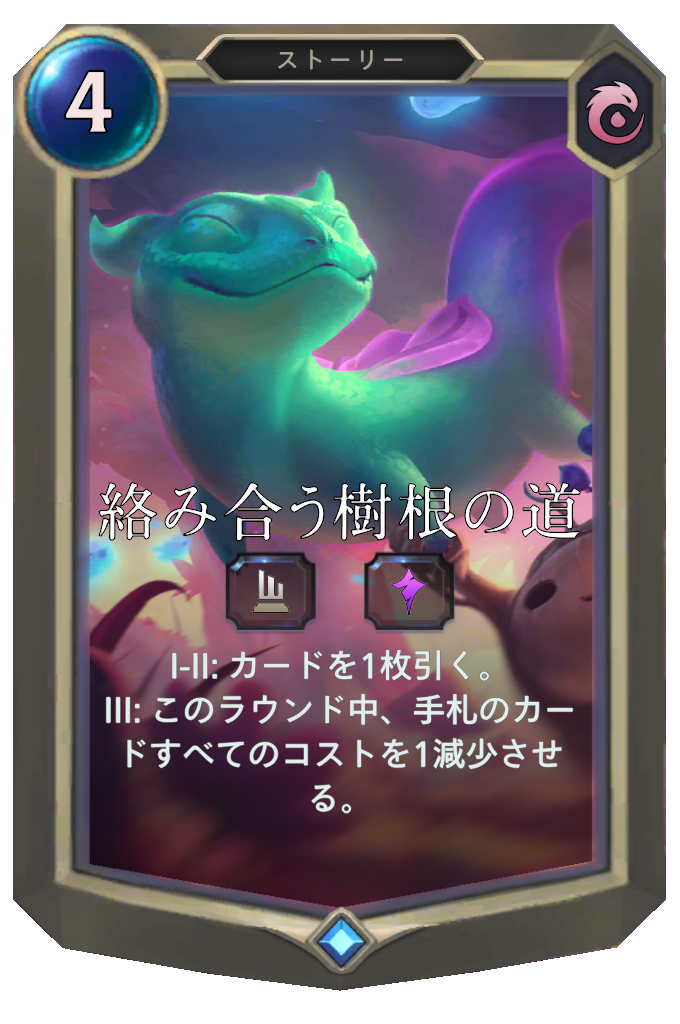 ストーリー
4
絡み合う樹根の道
I-II: カードを1枚引く。
III: このラウンド中、手札のカー
ドすべてのコストを1減少させ
る。